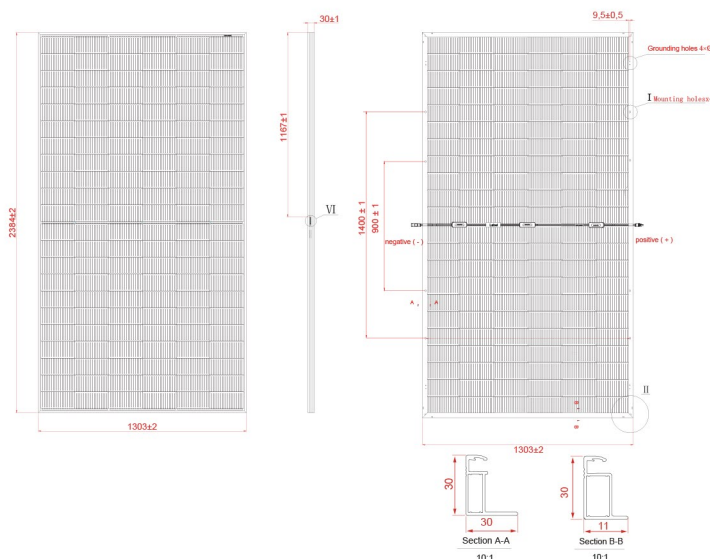 30±1
9,5±0,5
Grounding holes 4×
I Mounting holes
1167±1
2384±2
1400 ± 1
900 ± 1
VI
negative ( - )
positive ( + )
A
A
II
B
B
1303±2
1303±2
30
30
30
11
Section A-A
Section B-B
10:1
10:1